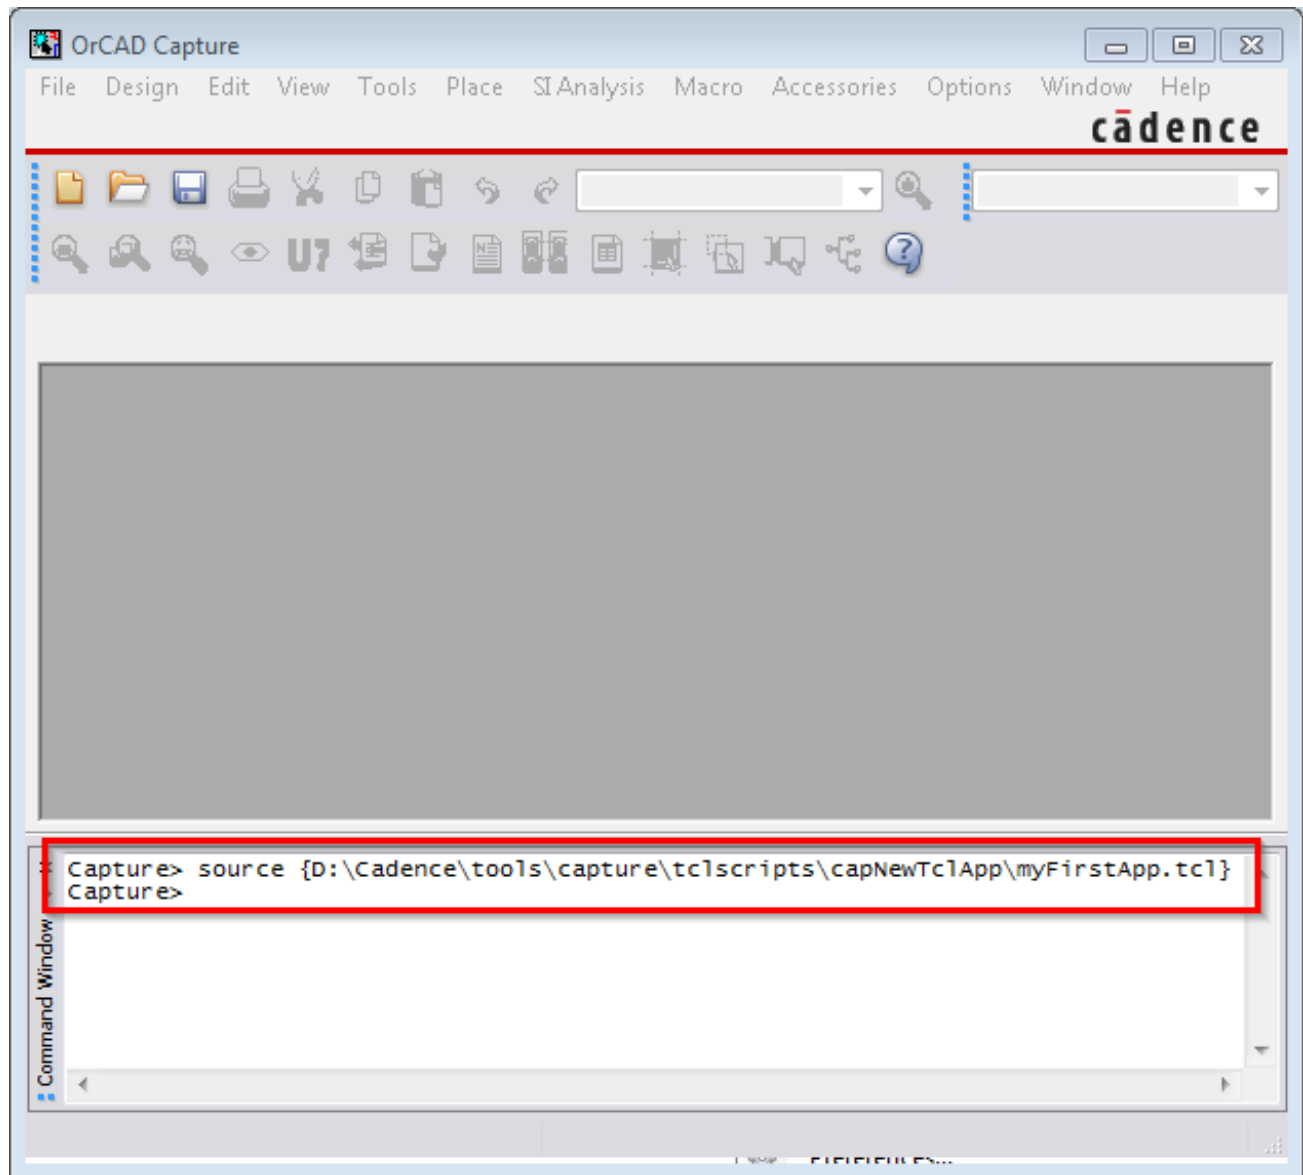 OrCAD Capture
File Design Edit View Tools Place SI Analysis Macro Accessories Options Window Help
cādence
U?
Capture> source {D:\Cadence\tools\capture\tclscripts\capNewTclApp\myFirstApp.tcl}
Capture>
Command Window